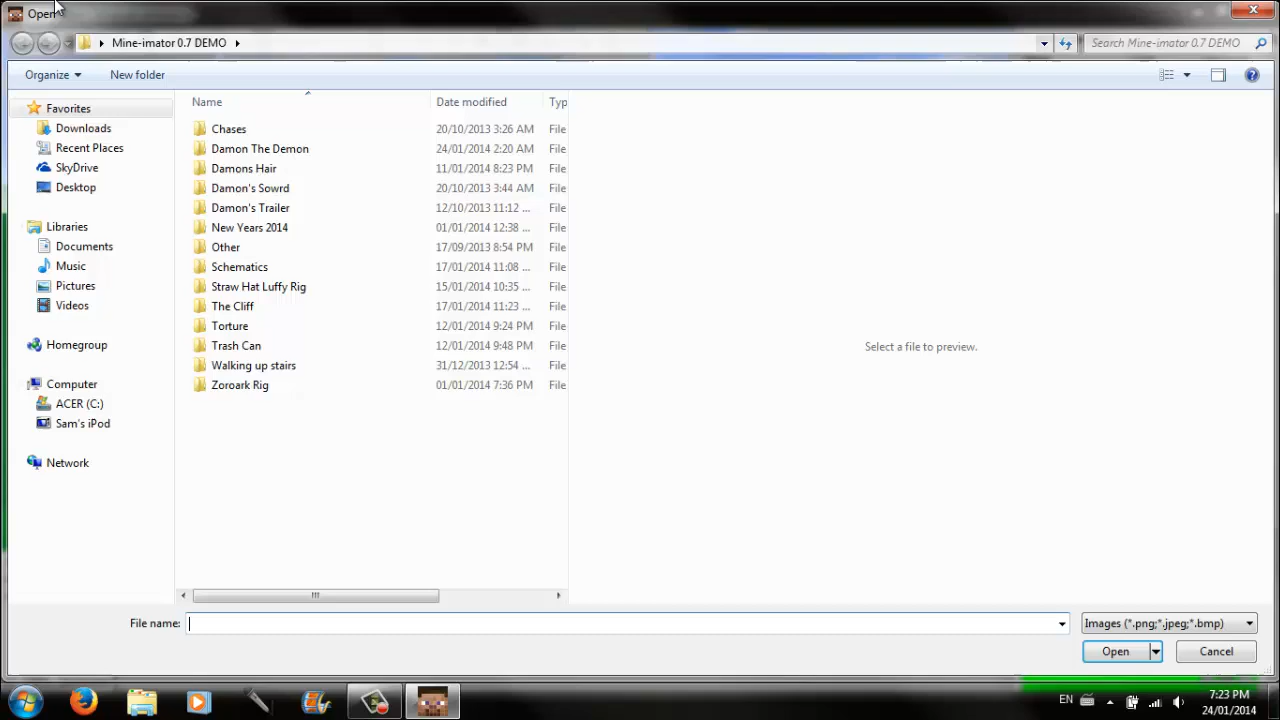 Open
Mine-imator 0.7 DEMO
Search Mine-imator 0.7 DEMO
Organize New folder
Name Date modified Typ
Favorites
Downloads
Recent Places
SkyDrive
Desktop
Libraries
Documents
Music
Pictures
Videos
Homegroup
Computer
ACER (C:)
Sam's iPod
Network
Chases 20/10/2013 3:26 AM File
Damon The Demon 24/01/2014 2:20 AM File
Damons Hair 11/01/2014 8:23 PM File
Damon's Sowrd 20/10/2013 3:44 AM File
Damon's Trailer 12/10/2013 11:12 ... File
New Years 2014 01/01/2014 12:38 ... File
Other 17/09/2013 8:54 PM File
Schematics 17/01/2014 11:08 ... File
Straw Hat Luffy Rig 15/01/2014 10:35 ... File
The Cliff 17/01/2014 11:23 ... File
Torture 12/01/2014 9:24 PM File
Trash Can 12/01/2014 9:48 PM File
Walking up stairs 31/12/2013 12:54 ... File
Zoroark Rig 01/01/2014 7:36 PM File
Select a file to preview.
File name: Images (*.png;*.jpeg;*.bmp)
Open Cancel
EN 7:23 PM
24/01/2014